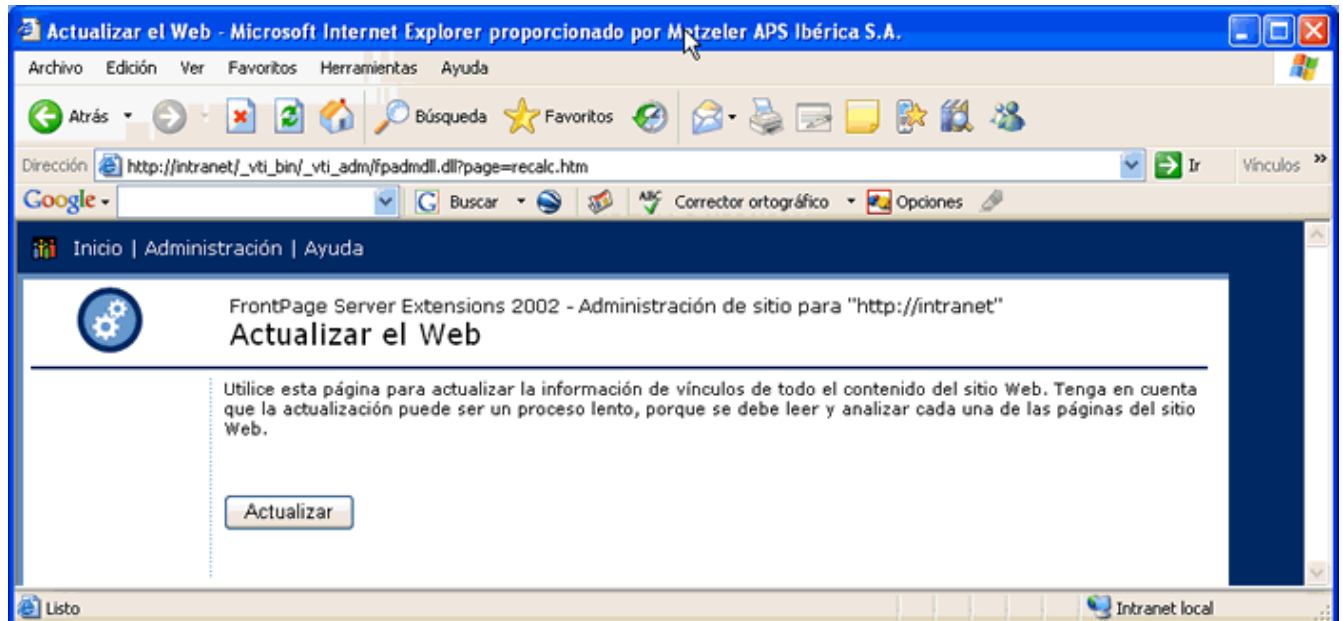 Actualizar el Web - Microsoft Internet Explorer proporcionado por Metzeler APS Ibérica S.A.
Archivo Edición Ver Favoritos Herramientas Ayuda
Atrás Búsqueda Favoritos
Dirección http://intranet/_vti_bin/_vti_adm/fpadmdll.dll?page=recalc.htm Ir Vínculos »
Google Buscar ABC Corrector ortográfico Opciones
Inicio | Administración | Ayuda
FrontPage Server Extensions 2002 - Administración de sitio para "http://intranet"
Actualizar el Web
Utilice esta página para actualizar la información de vínculos de todo el contenido del sitio Web. Tenga en cuenta
que la actualización puede ser un proceso lento, porque se debe leer y analizar cada una de las páginas del sitio
Web.
Actualizar
Listo Intranet local